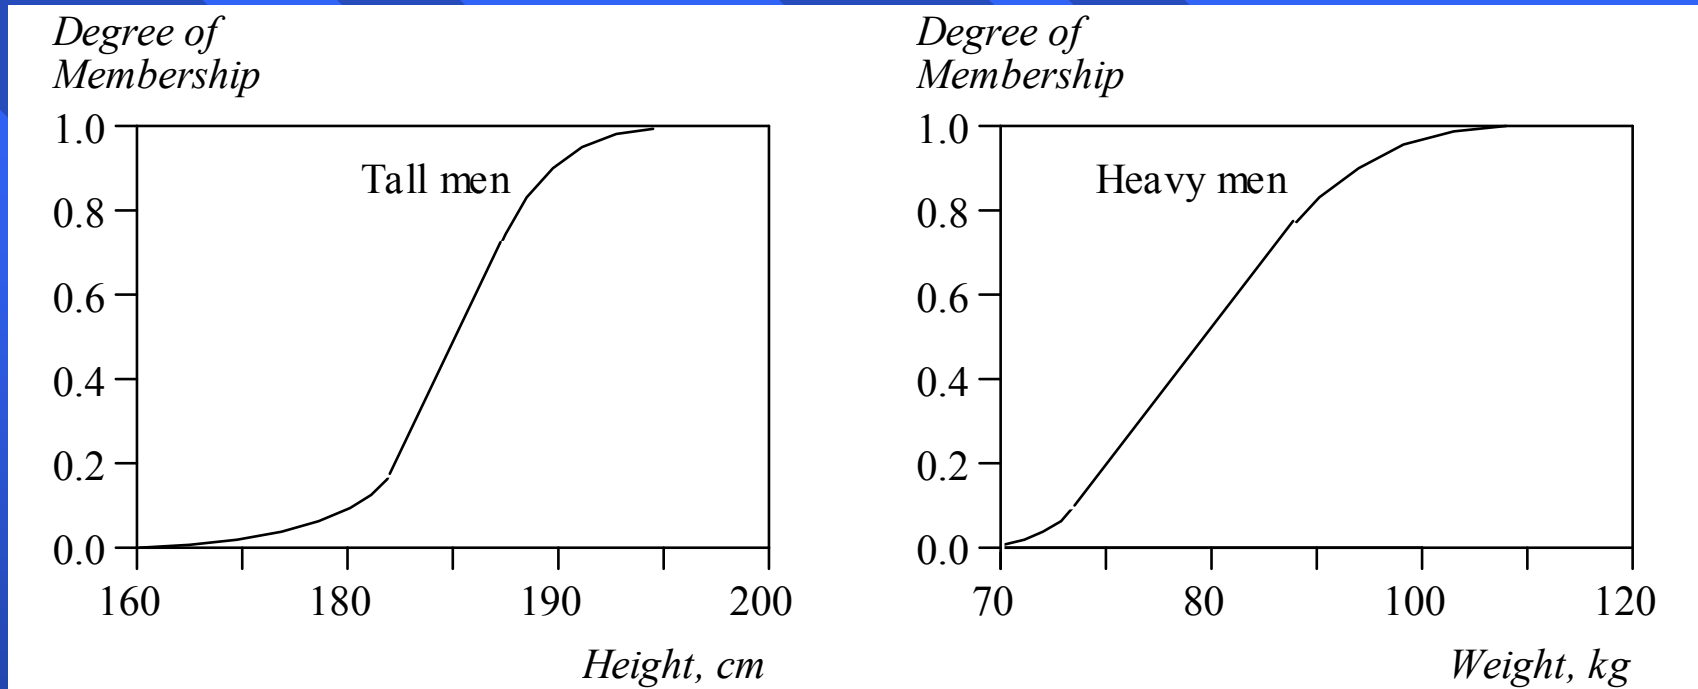 Degree of
Membership
1.0
Tall men
0.8
0.6
0.4
0.2
0.0
160 180 190 200
Height, cm
Degree of
Membership
1.0
Heavy men
0.8
0.6
0.4
0.2
0.0
70 80 100 120
Weight, kg